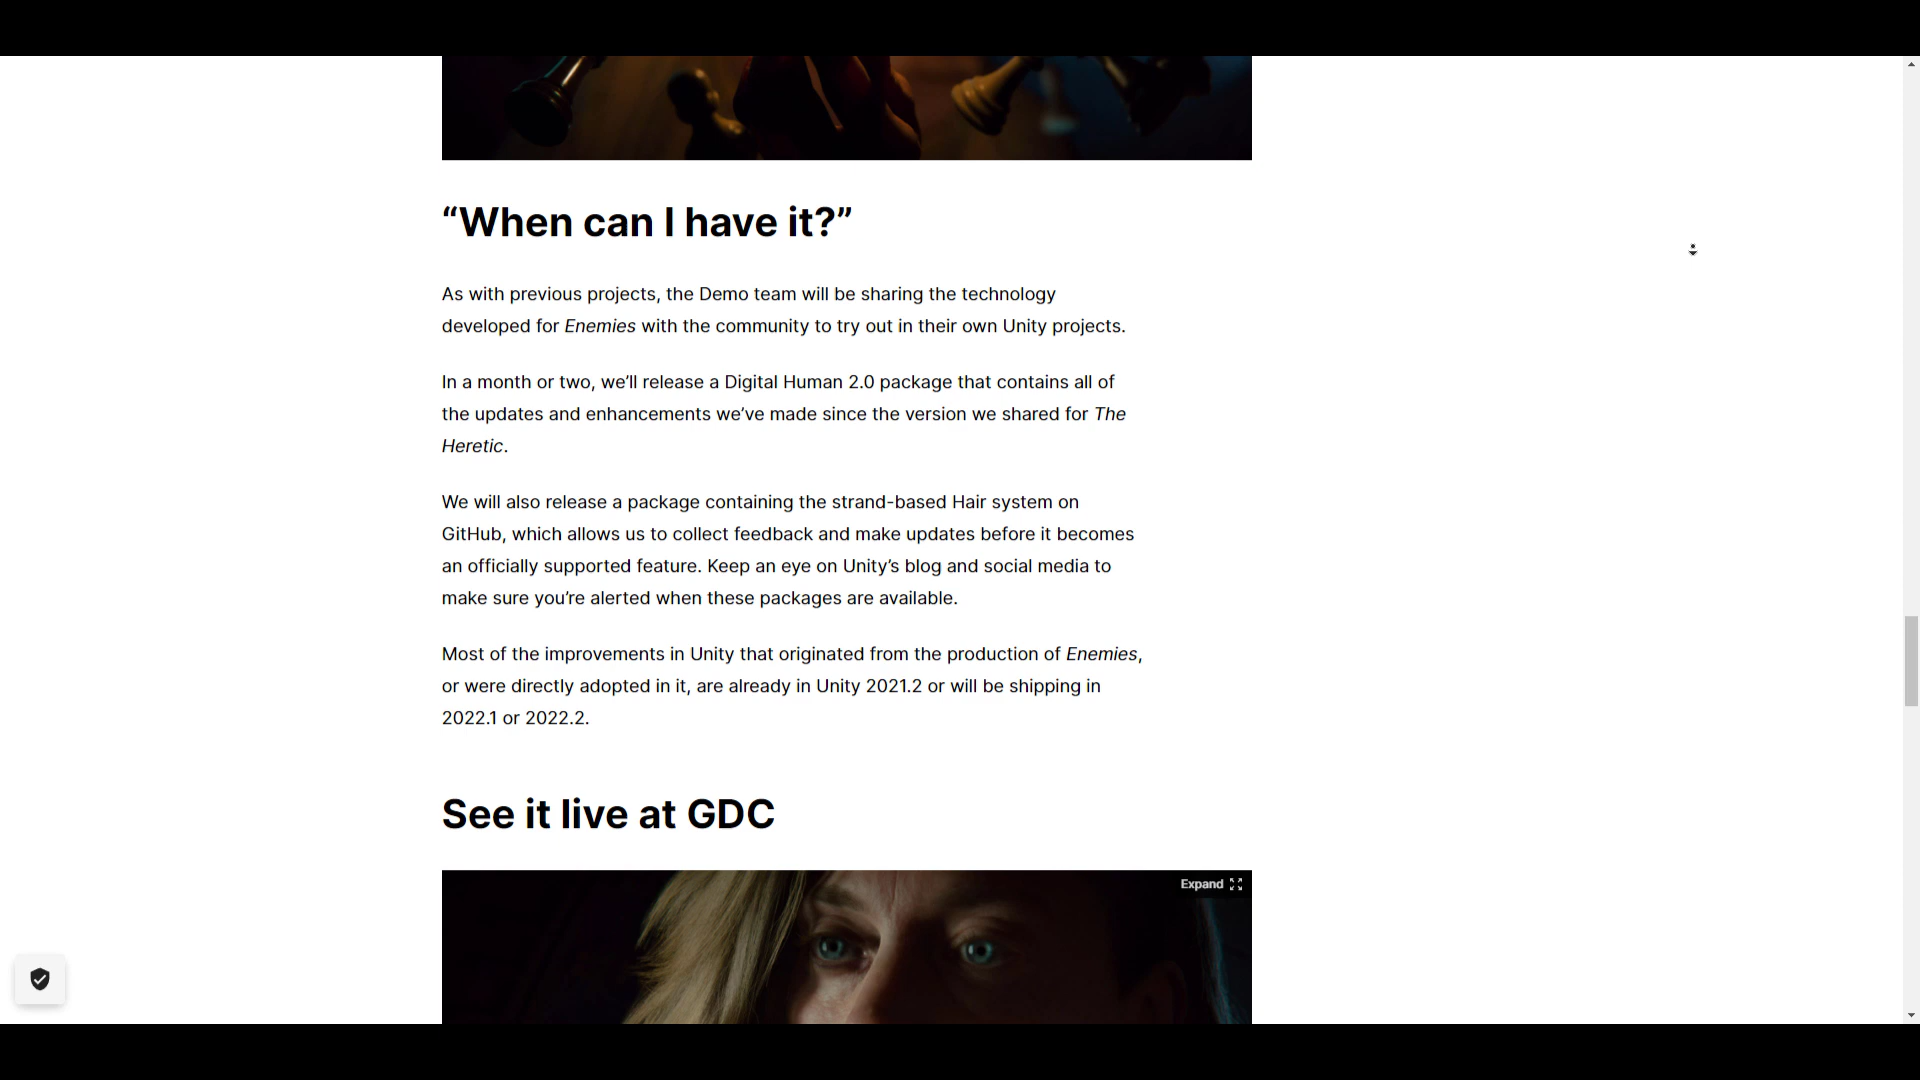 “When can I have it?”
As with previous projects, the Demo team will be sharing the technology
developed for Enemies with the community to try out in their own Unity projects.
In a month or two, we’ll release a Digital Human 2.0 package that contains all of
the updates and enhancements we’ve made since the version we shared for The
Heretic.
We will also release a package containing the strand-based Hair system on
GitHub, which allows us to collect feedback and make updates before it becomes
an officially supported feature. Keep an eye on Unity’s blog and social media to
make sure you’re alerted when these packages are available.
Most of the improvements in Unity that originated from the production of Enemies,
or were directly adopted in it, are already in Unity 2021.2 or will be shipping in
2022.1 or 2022.2.
See it live at GDC
Expand